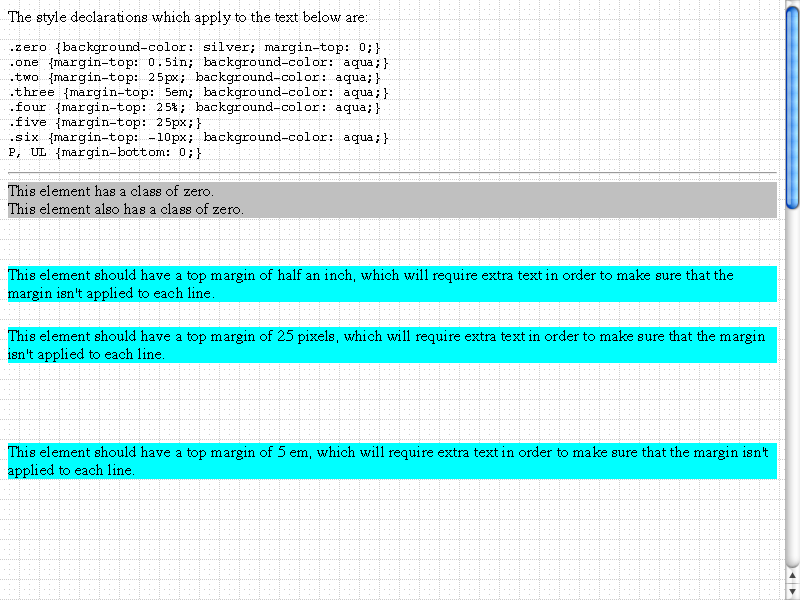 The style declarations which apply to the text below are:
.zero {background-color: silver; margin-top: 0;}
.one {margin-top: 0.5in; background-color: aqua;}
.two {margin-top: 25px; background-color: aqua;}
.three {margin-top: 5em; background-color: aqua;}
.four {margin-top: 25%; background-color: aqua;}
.five {margin-top: 25px;}
.six {margin-top: -10px; background-color: aqua;}
P, UL {margin-bottom: 0;}
This element has a class of zero.
This element also has a class of zero.
This element should have a top margin of half an inch, which will require extra text in order to make sure that the
margin isn't applied to each line.
This element should have a top margin of 25 pixels, which will require extra text in order to make sure that the margin
isn't applied to each line.
This element should have a top margin of 5 em, which will require extra text in order to make sure that the margin isn't
applied to each line.